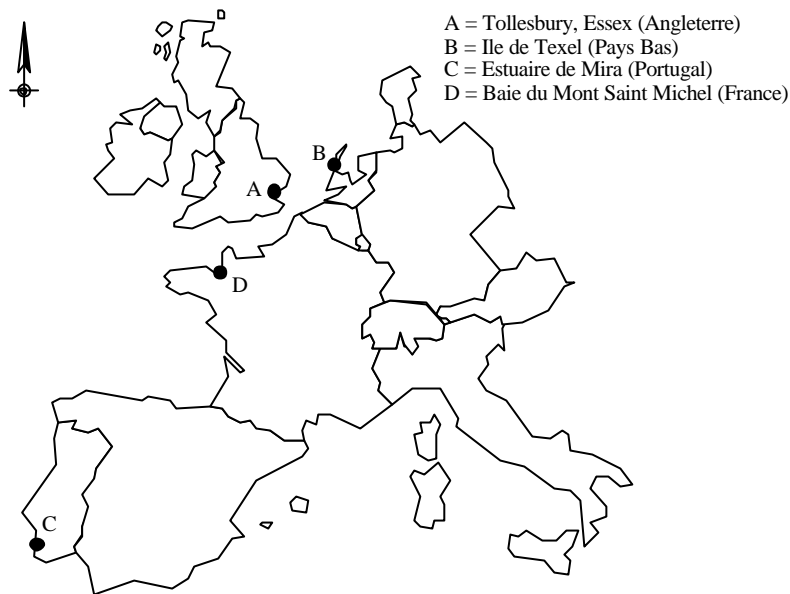 A = Tollesbury, Essex (Angleterre)
B = Ile de Texel (Pays Bas)
C = Estuaire de Mira (Portugal)
D = Baie du Mont Saint Michel (France)
B
A
D
C